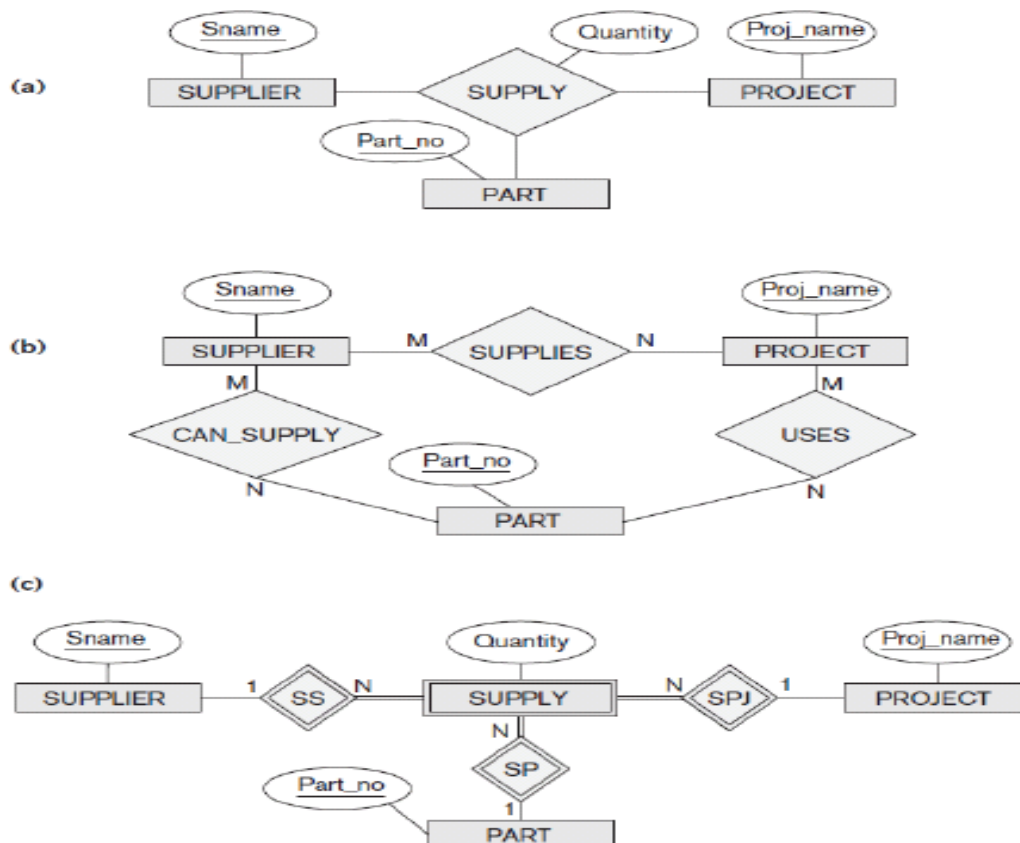 (a)
Sname
Quantity
Proj_name
SUPPLIER
SUPPLY
PROJECT
Part_no
PART
(b)
Sname
Proj_name
SUPPLIER
M
SUPPLIES
N
PROJECT
M
M
CAN_SUPPLY
USES
Part_no
N
N
PART
(c)
Sname
Quantity
Proj_name
SUPPLIER
1
SS
N
SUPPLY
N
SPJ
1
PROJECT
N
SP
Part_no
1
PART